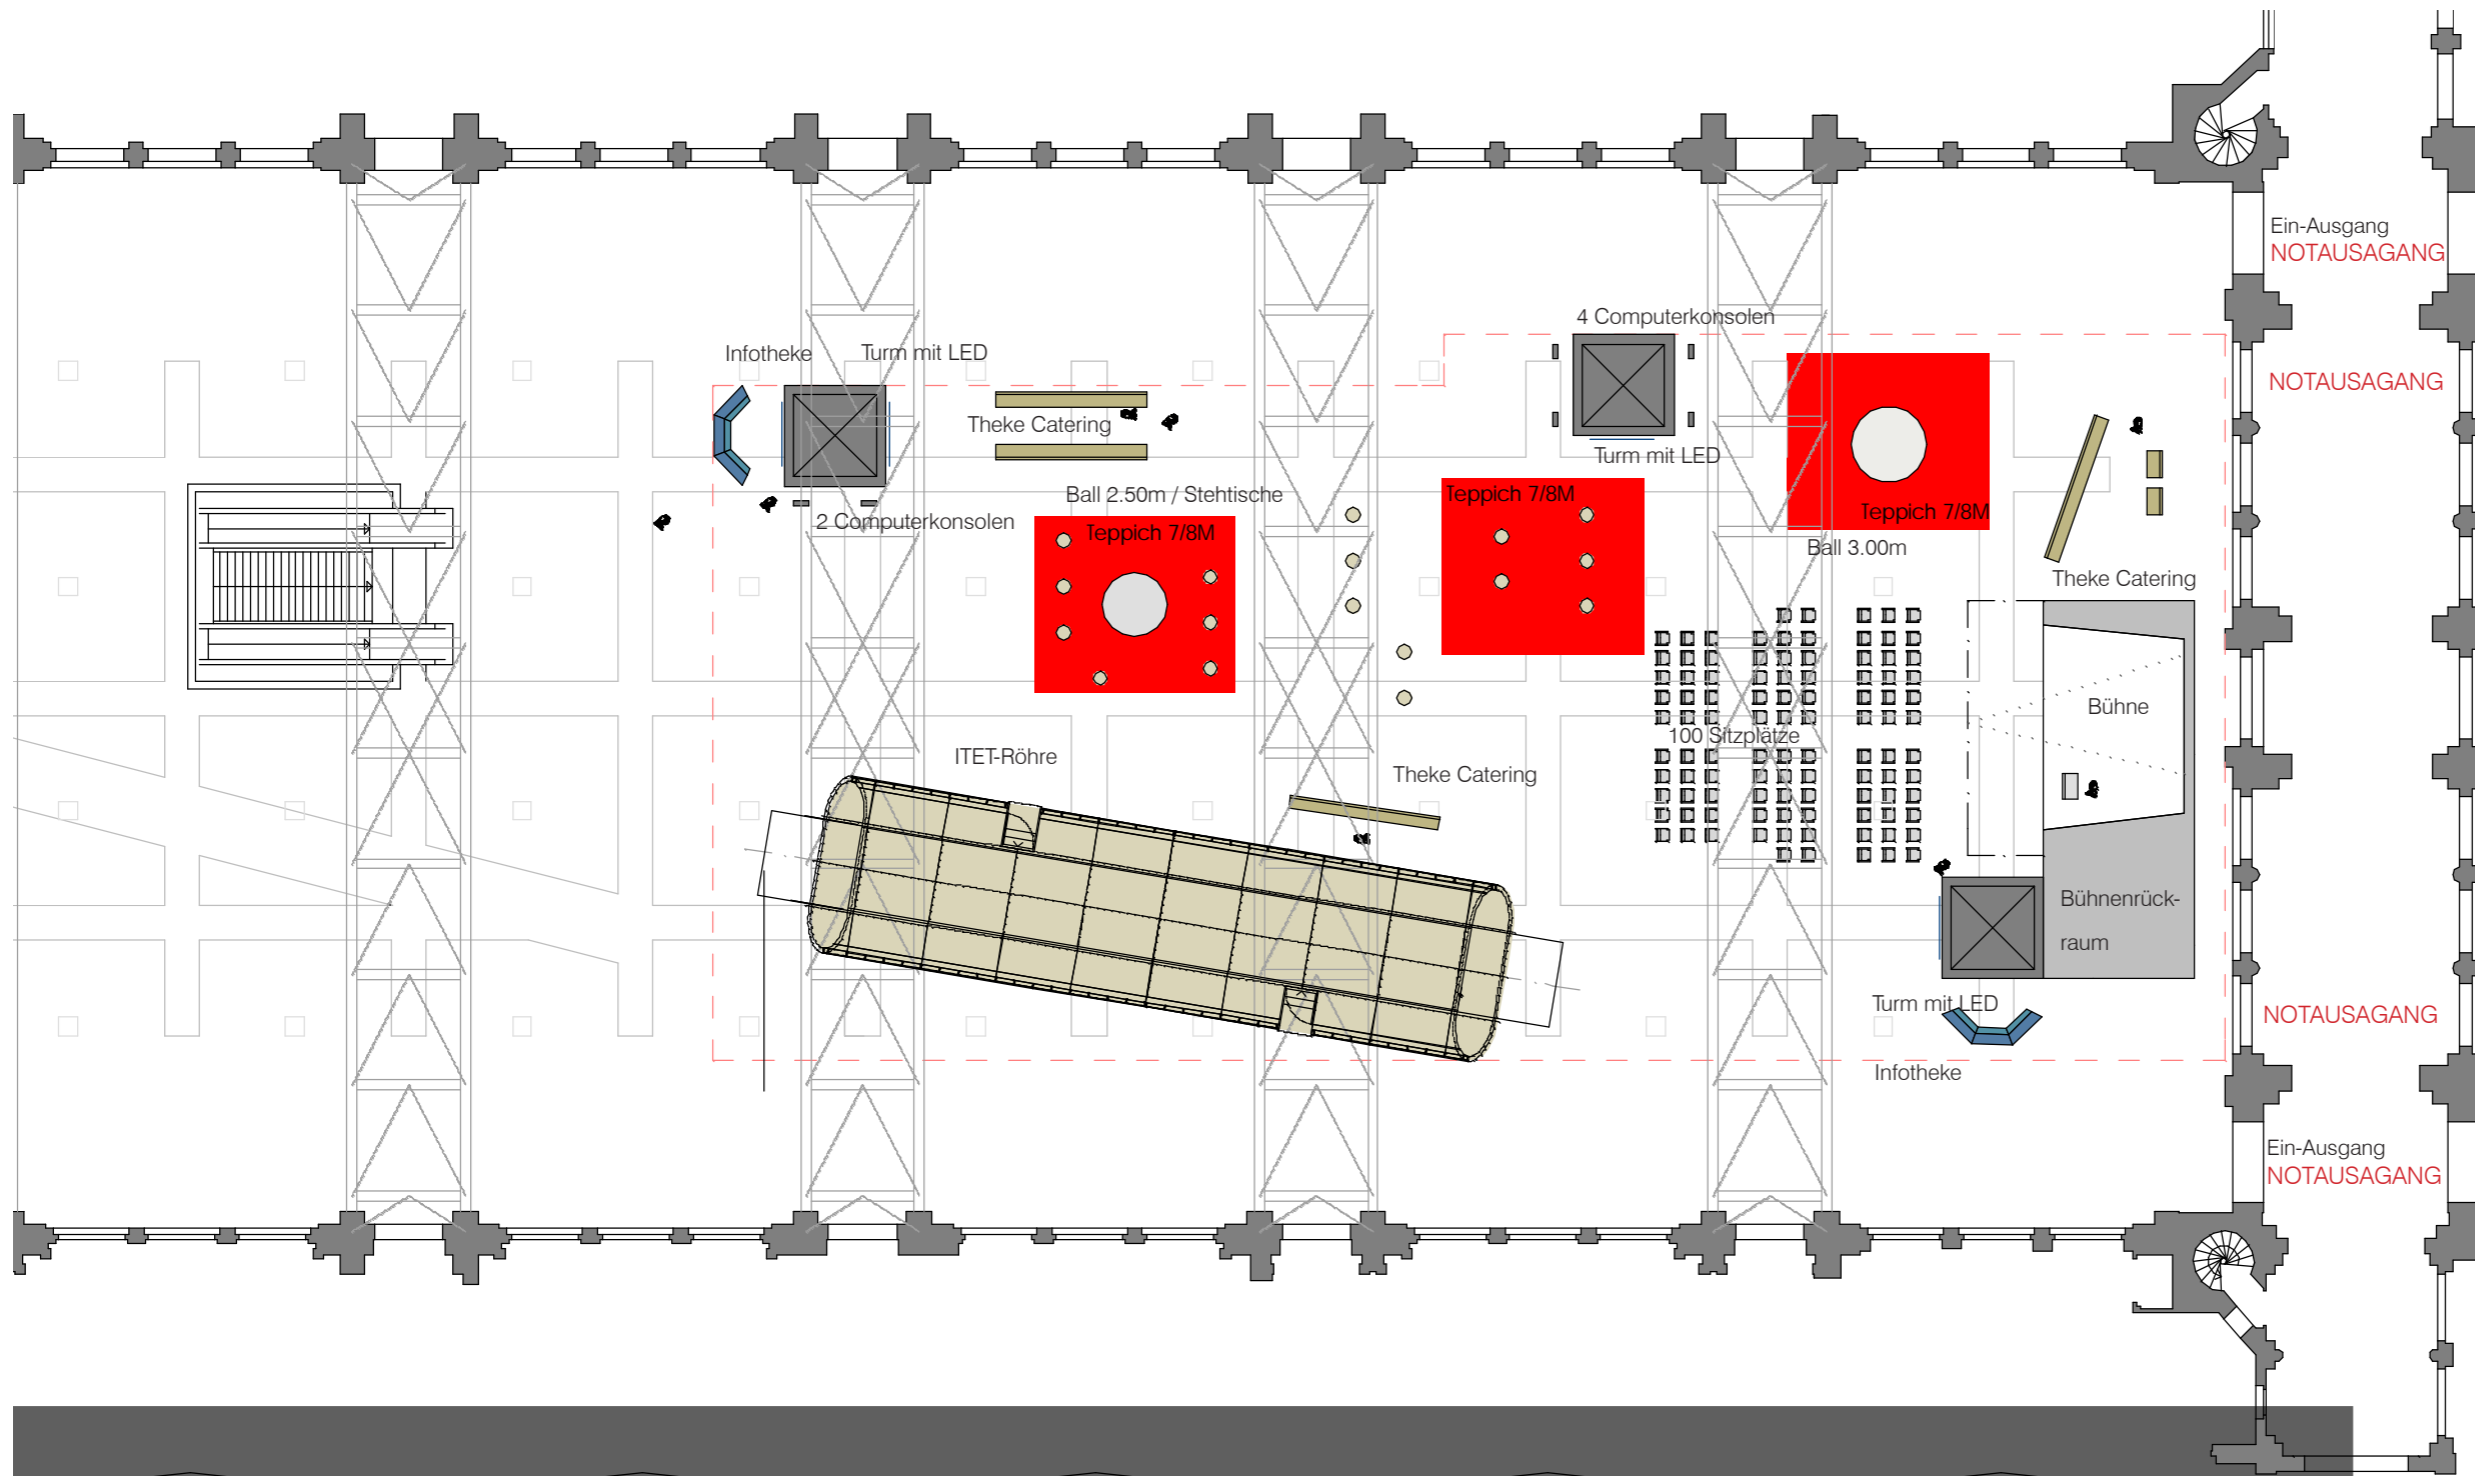 Ein-Ausgang
NOTAUSAGANG
4 Computerkonsolen
Infotheke
Turm mit LED
NOTAUSAGANG
Theke Catering
Turm mit LED
Ball 2.50m / Stehtische
Teppich 7/8M
Teppich 7/8M
2 Computerkonsolen
Teppich 7/8M
Ball 3.00m
Theke Catering
Bühne
100 Sitzplätze
ITET-Röhre
Theke Catering
Bühnenrück-
raum
Turm mit LED
NOTAUSAGANG
Infotheke
Ein-Ausgang
NOTAUSAGANG